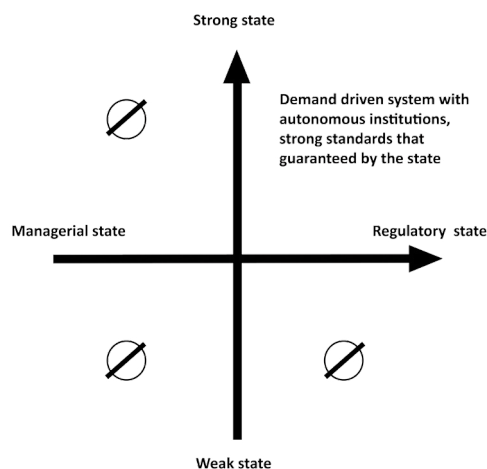 Strong state
Demand driven system with
autonomous institutions,
strong standards that
guaranteed by the state
Managerial state
Regulatory state
Weak state